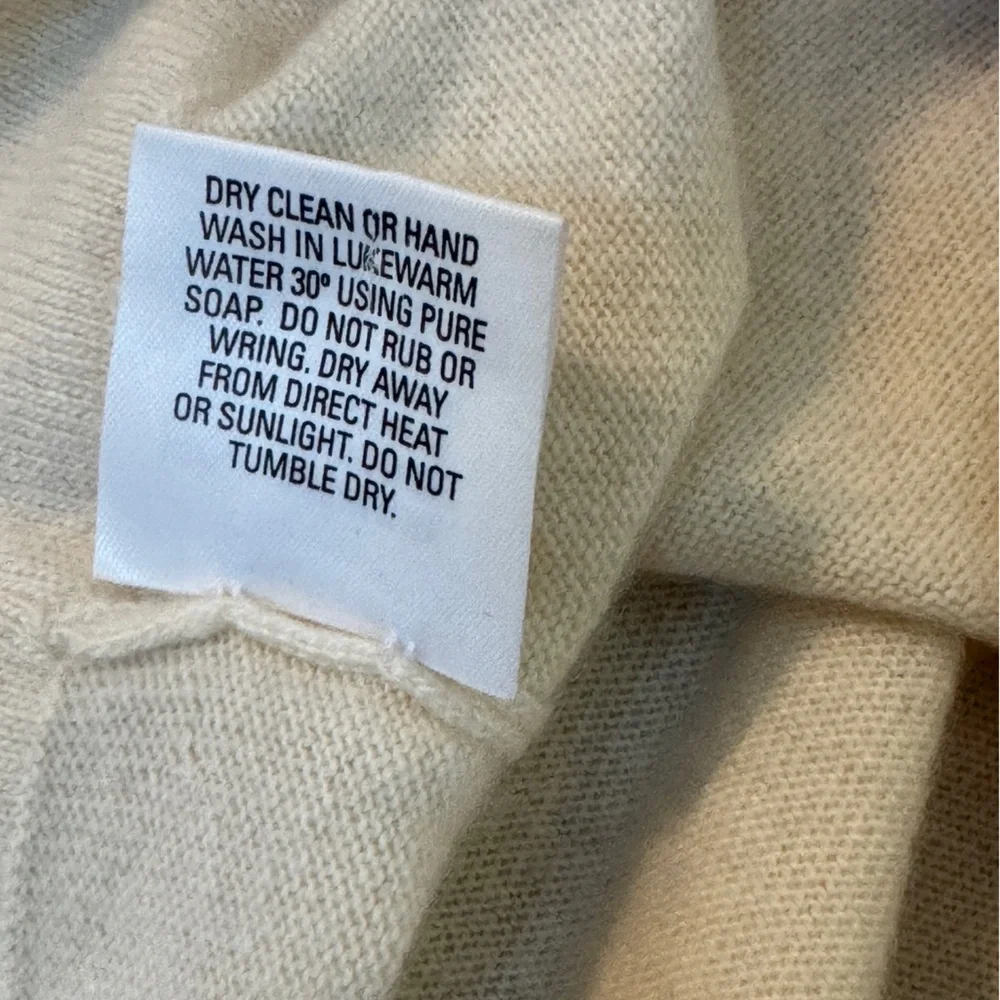 DRY CLEAN OR HAND
WASH IN LUKEWARM
WATER 30° USING PURE
SOAP. DO NOT RUB OR
WRING. DRY AWAY
FROM DIRECT HEAT
OR SUNLIGHT. DO NOT
TUMBLE DRY.